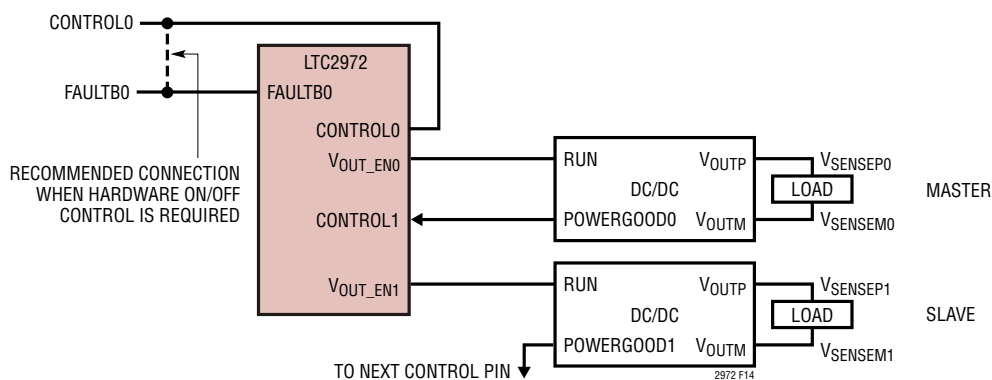 CONTROL0
FAULTB0
RECOMMENDED CONNECTION
WHEN HARDWARE ON/OFF
CONTROL IS REQUIRED
LTC2972
FAULTB0
CONTROL0
VOUT_EN0
CONTROL1
VOUT_EN1
RUN
VOUTP
DC/DC
POWERGOOD0
VOUTM
VSENSEP0
LOAD
VSENSEM0
MASTER
RUN
VOUTP
DC/DC
POWERGOOD1
VOUTM
VSENSEP1
LOAD
VSENSEM1
SLAVE
TO NEXT CONTROL PIN
2972 F14